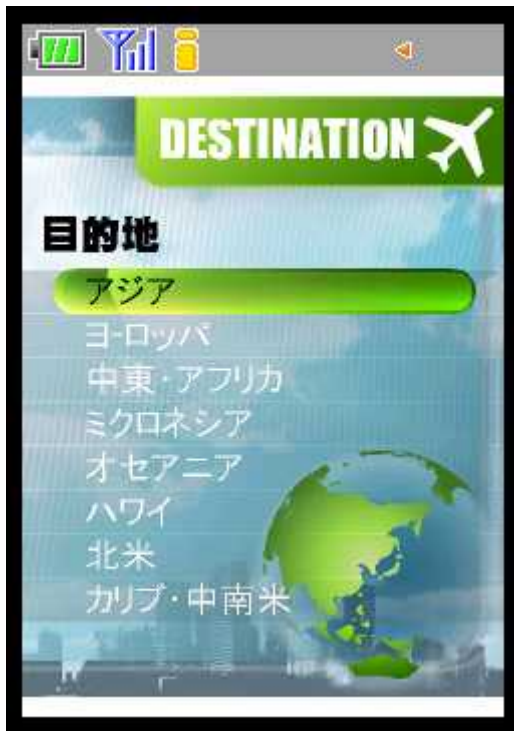 DESTINATION
目的地
アジア
ヨーロッパ
中東・アフリカ
ミクロネシア
オセアニア
ハワイ
北米
カリブ・中南米